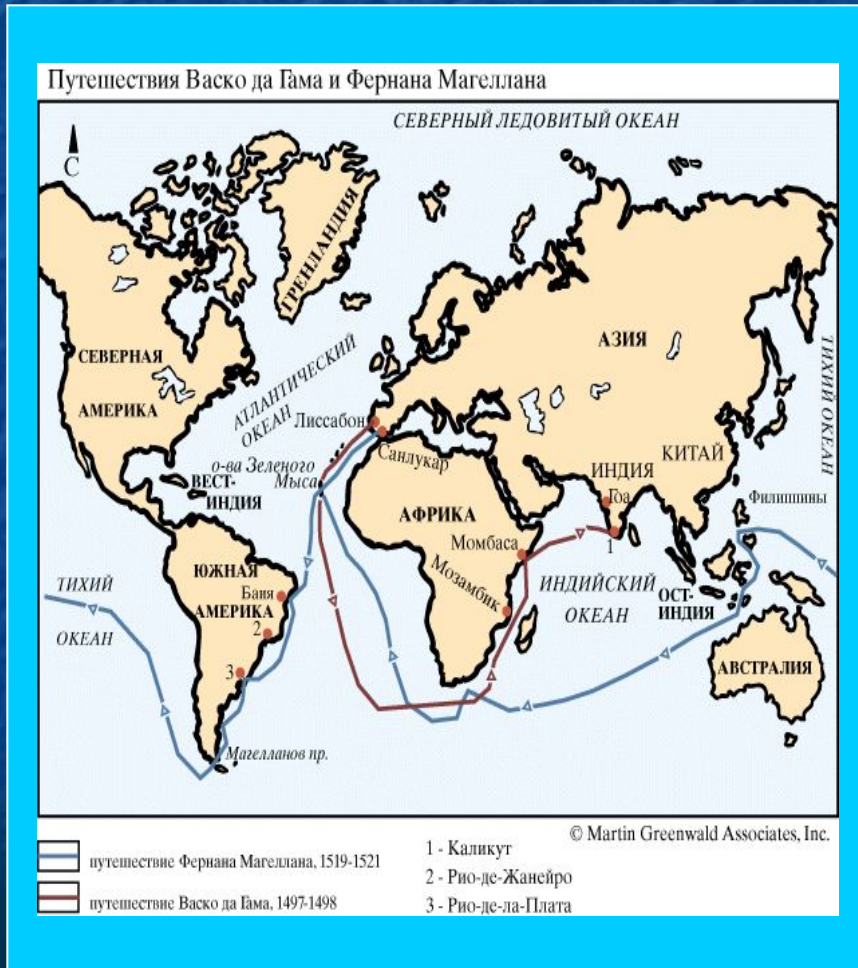 Путешествия Васко да Гама и Фернана Магеллана
СЕВЕРНЫЙ ЛЕДОВИТЫЙ ОКЕАН
С
ГРЕНЛАНДИЯ
СЕВЕРНАЯ
АМЕРИКА
АТЛАНТИЧЕСКИЙ
ОКЕАН
АЗИЯ
ТИХИЙ ОКЕАН
Лиссабон
Санлукар
о-ва Зеленого
Мыса
ВЕСТ-
ИНДИЯ
КИТАЙ
ИНДИЯ
Гоа
Филиппины
АФРИКА
1
Момбаса
Мозамбик
ИНДИЙСКИЙ
ОКЕАН
ОСТ-
ИНДИЯ
ЮЖНАЯ
АМЕРИКА
Баия
2
3
ТИХИЙ
ОКЕАН
АВСТРАЛИЯ
Магелланов пр.
© Martin Greenwald Associates, Inc.
путешествие Фернана Магеллана, 1519-1521
путешествие Васко да Гама, 1497-1498
1 - Каликут
2 - Рио-де-Жанейро
3 - Рио-де-ла-Плата